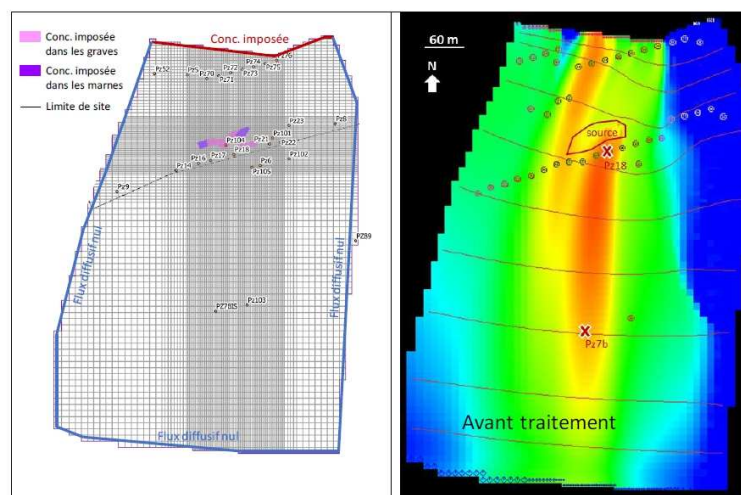 Conc. imposée
dans les graves
Conc. imposée
dans les marnes
Limite de site
Conc. imposée
Pz52
Pz5
Pz70
Pz71
Pz72
Pz73
Pz74
Pz75
Pz76
Pz23
Pz8
Pz101
Pz21
Pz22
Pz104
Pz18
Pz17
Pz16
Pz14
Pz102
Pz6
Pz105
Pz9
PZ89
Pz103
PZ7BIS
Flux diffusif nul
Flux diffusif nul
Flux diffusif nul
60 m
N
source
Pz18
Pz7b
Avant traitement